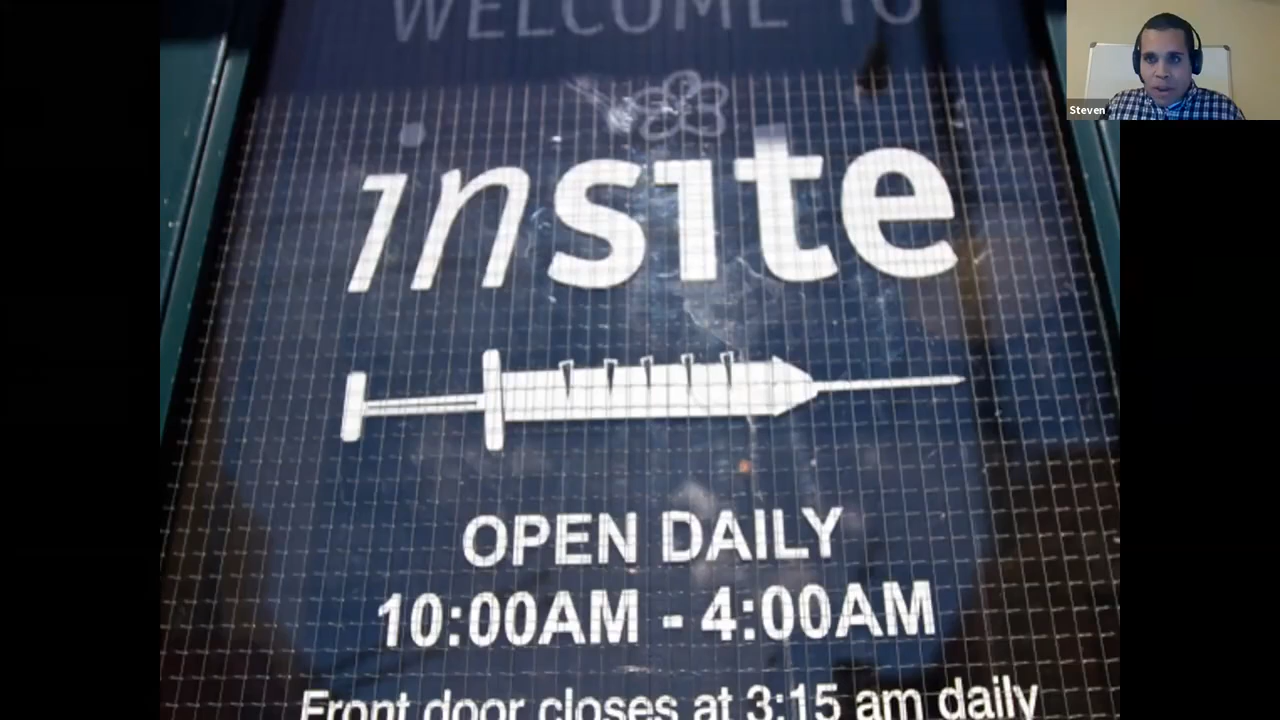 WELCOME TO
insite
OPEN DAILY
10:00AM - 4:00AM
Front door closes at 3:15 am daily
Steven